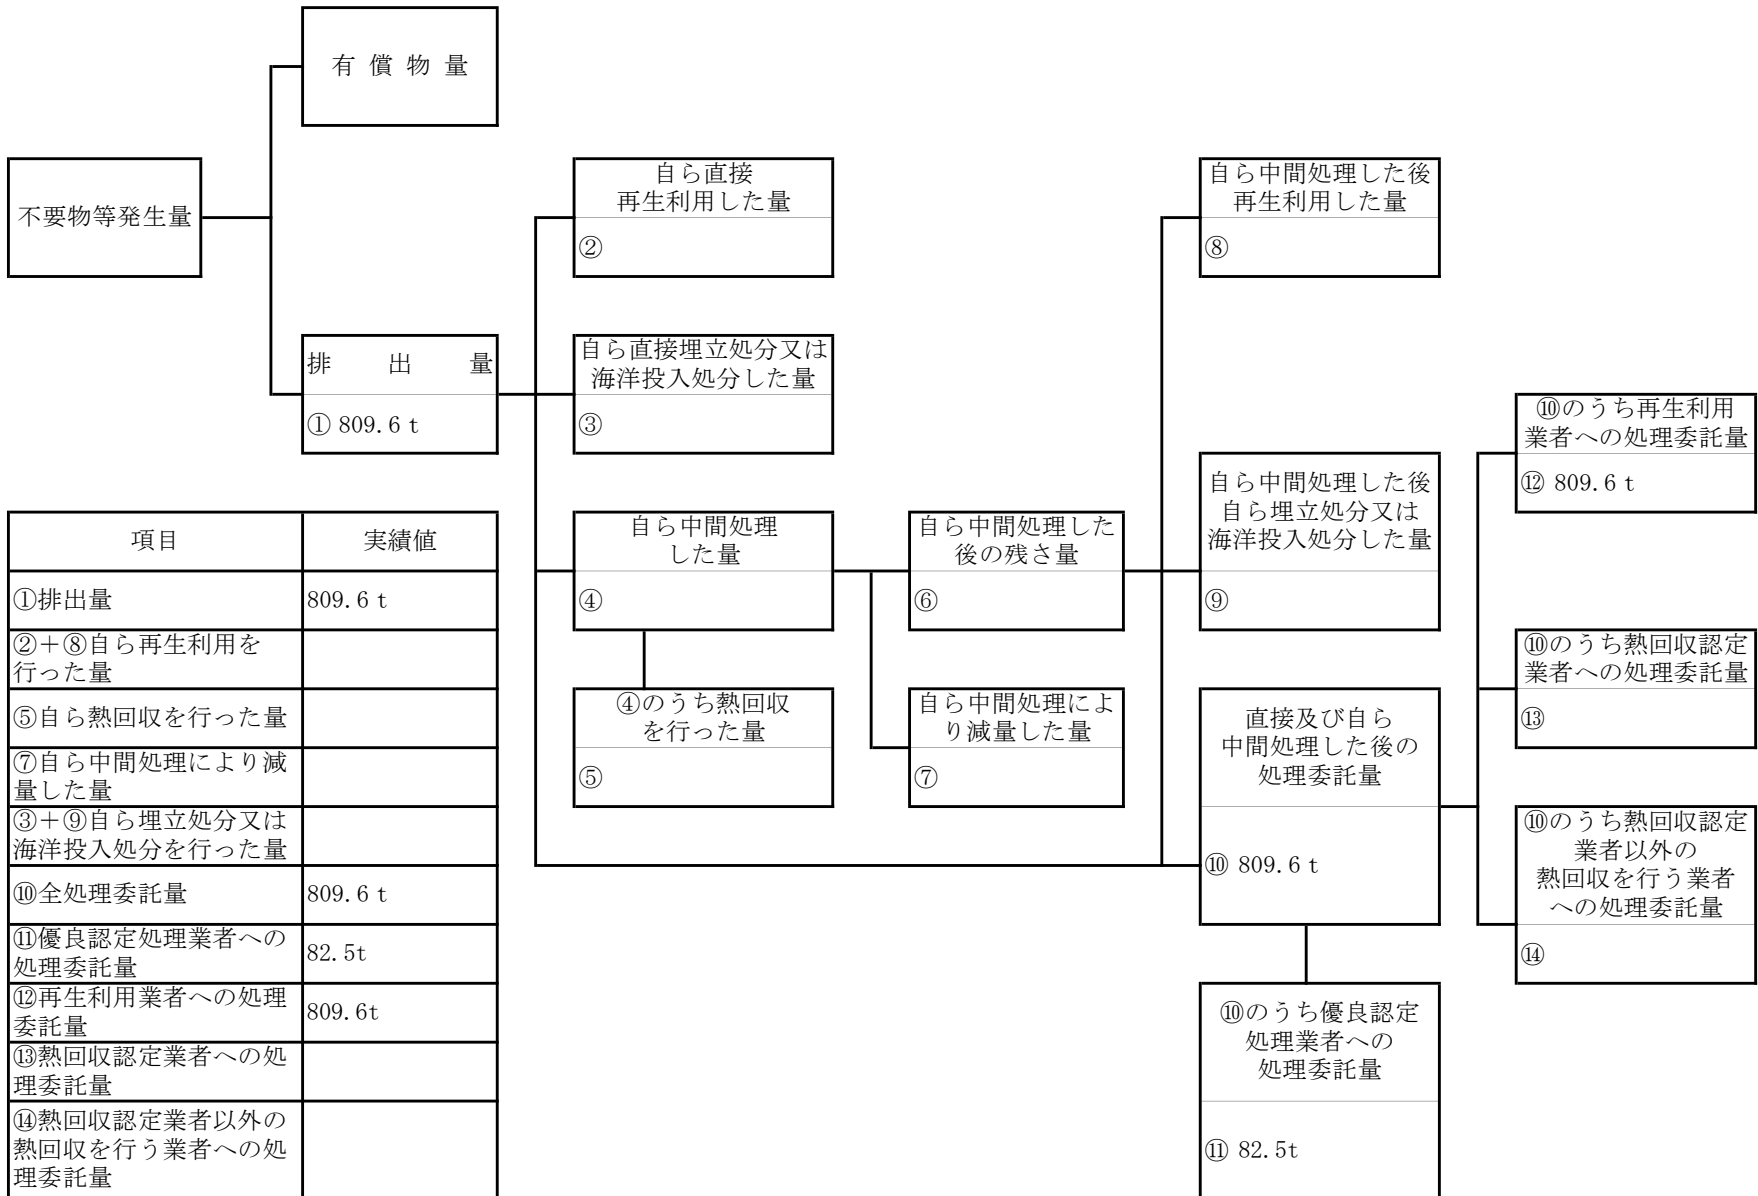 有 償 物 量
不要物等発生量
排 出 量
① 809.6 t
自ら直接
再生利用した量
②
自ら直接埋立処分又は
海洋投入処分した量
③
自ら中間処理
した量
④
④のうち熱回収
を行った量
⑤
自ら中間処理した
後の残さ量
⑥
自ら中間処理によ
り減量した量
⑦
自ら中間処理した後
再生利用した量
⑧
自ら中間処理した後
自ら埋立処分又は
海洋投入処分した量
⑨
直接及び自ら
中間処理した後の
処理委託量
⑩ 809.6 t
⑩のうち優良認定
処理業者への
処理委託量
⑪ 82.5t
⑩のうち再生利用
業者への処理委託量
⑫ 809.6 t
⑩のうち熱回収認定
業者への処理委託量
⑬
⑩のうち熱回収認定
業者以外の
熱回収を行う業者
への処理委託量
⑭
項目 実績値
①排出量 809.6 t
②＋⑧自ら再生利用を
行った量
⑤自ら熱回収を行った量
⑦自ら中間処理により減
量した量
③＋⑨自ら埋立処分又は
海洋投入処分を行った量
⑩全処理委託量 809.6 t
⑪優良認定処理業者への
処理委託量 82.5t
⑫再生利用業者への処理
委託量 809.6t
⑬熱回収認定業者への処
理委託量
⑭熱回収認定業者以外の
熱回収を行う業者への処
理委託量